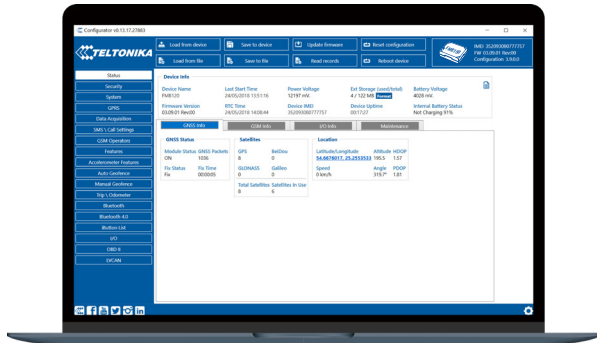 Configurator v0.13.17.27883
TELTONIKA
Load from device
Save to device
Update firmware
Reset configuration
Load from file
Save to file
Read records
Reboot device
IMEI 352093080777757
FW 03.09.01 Rev:00
Configuration 1.9.0.0
Status
Security
System
GPRS
Data Acquisition
SMS \ Call Settings
GSM Operators
Features
Accelerometer Features
Auto Geofence
Manual Geofence
Trip \ Odometer
Bluetooth
Bluetooth 4.0
iButton List
I/O
OBD II
LVCAN
Device Info
Device Name Last Start Time Power Voltage Ext Storage (used/total) Battery Voltage
FMB120 24/05/2018 13:51:16 12197 mV. 4 / 122 MB Format 4028 mV.
Firmware Version RTC Time Device IMEI Device Uptime Internal Battery Status
03.09.01 Rev:00 24/05/2018 14:08:44 352093080777757 00:17:27 Not Charging 91%
GNSS Info GSM Info I/O Info Maintenance
GNSS Status
Module Status GNSS Packets
ON 1036
Fix Status Fix Time
Fix 00:00:05
Satellites
GPS BeiDou
8 0
GLONASS Galileo
0 0
Total Satellites Satellites In Use
8 6
Location
Latitude/Longitude Altitude HDOP
54.6678017, 25.2553533 195.5 1.57
Speed Angle PDOP
0 km/h 319.7° 1.81